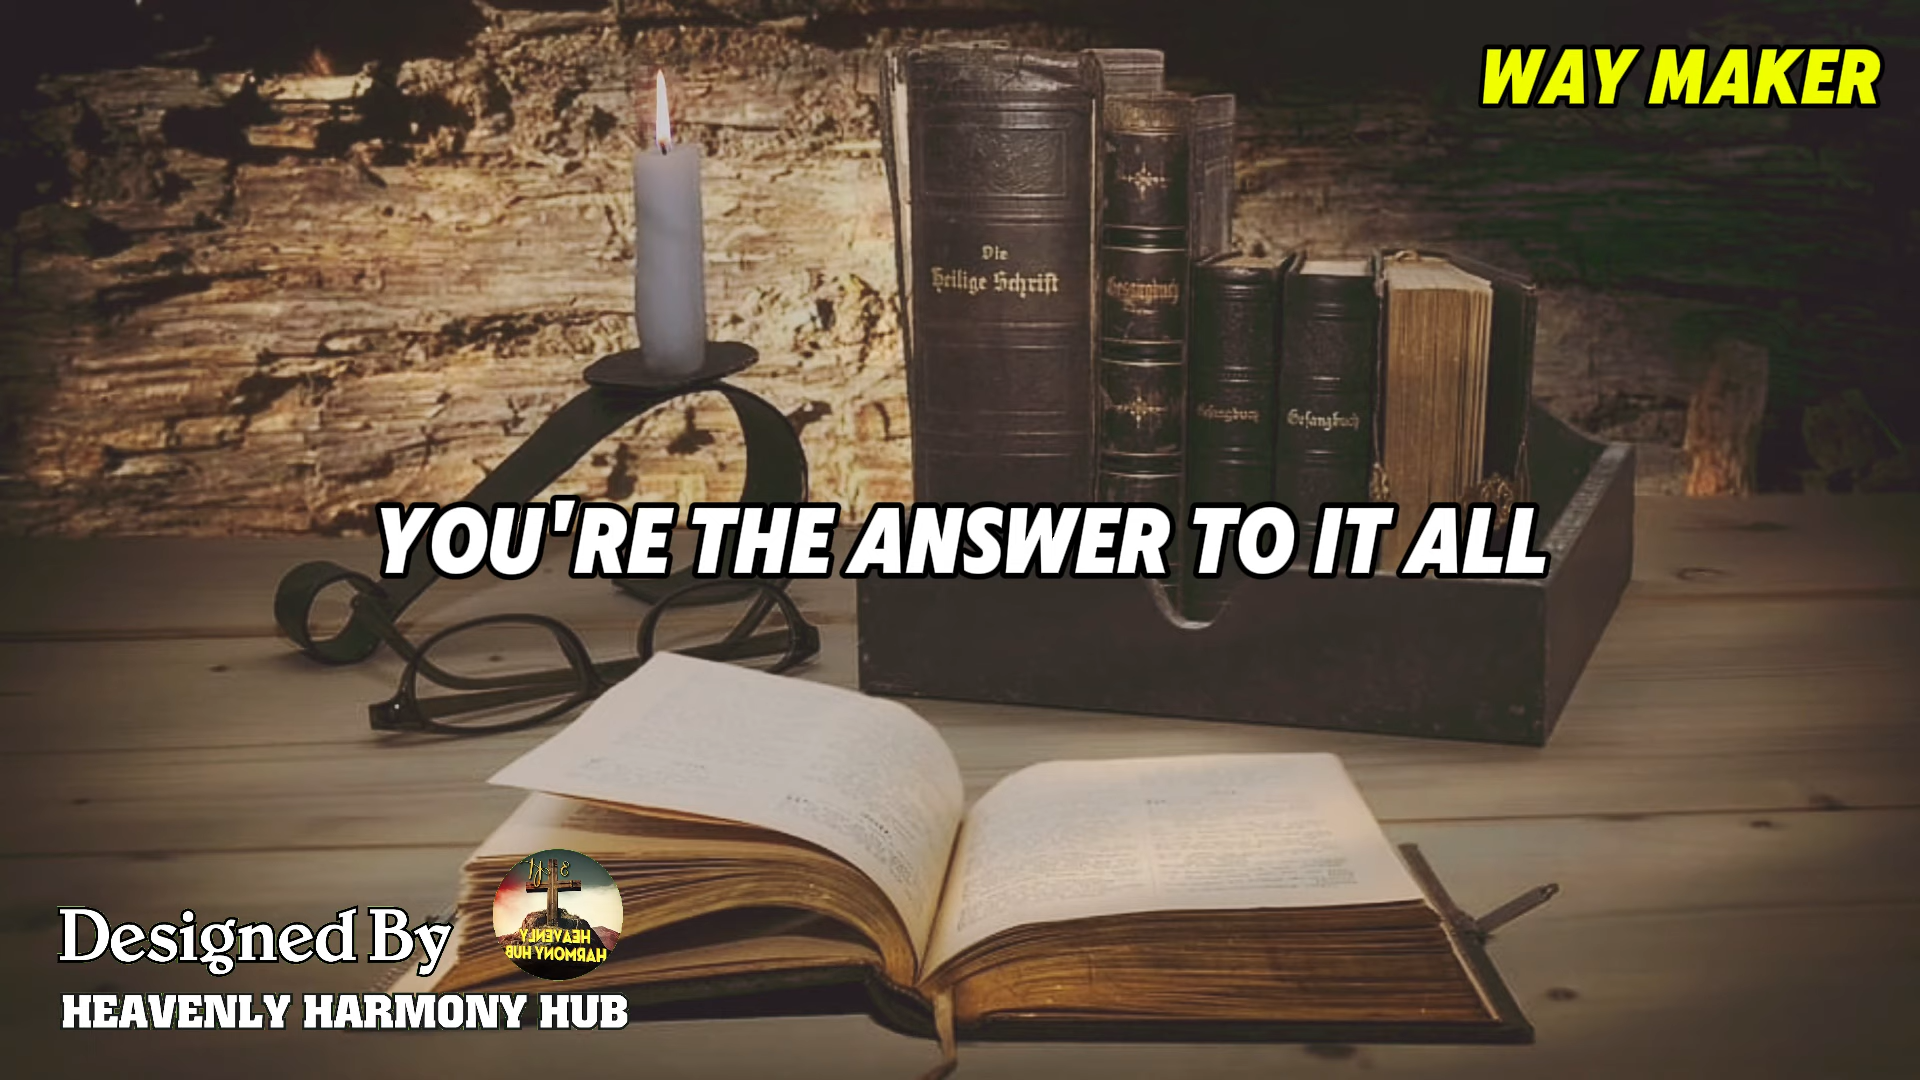 WAY MAKER
Die
Heilige Schrift
Gesangbuch
Gesangbuch
Gesangbuch
YOU'RE THE ANSWER TO IT ALL
Designed By
HEAVENLY
HARMONY HUB
HEAVENLY HARMONY HUB